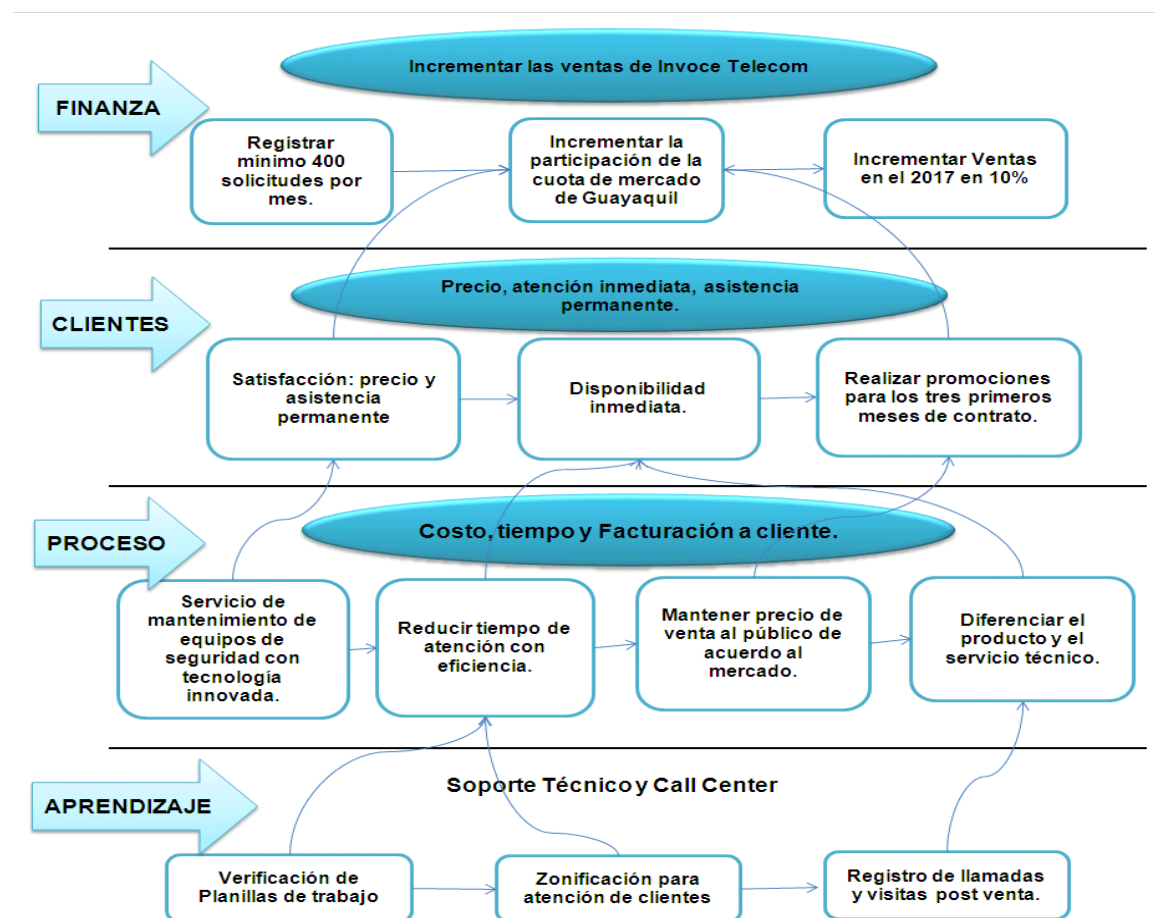 Incrementar las ventas de Invoce Telecom
FINANZA
Registrar
mínimo 400
solicitudes por
mes.
Incrementar la
participación de la
cuota de mercado
de Guayaquil
Incrementar Ventas
en el 2017 en 10%
Precio, atención inmediata, asistencia
permanente.
CLIENTES
Satisfacción: precio y
asistencia
permanente
Disponibilidad
inmediata.
Realizar promociones
para los tres primeros
meses de contrato.
Costo, tiempo y Facturación a cliente.
PROCESO
Servicio de
mantenimiento de
equipos de
seguridad con
tecnología
innovada.
Reducir tiempo de
atención con
eficiencia.
Mantener precio de
venta al público de
acuerdo al
mercado.
Diferenciar el
producto y el
servicio técnico.
Soporte Técnico y Call Center
APRENDIZAJE
Verificación de
Planillas de trabajo
Zonificación para
atención de clientes
Registro de llamadas
y visitas post venta.